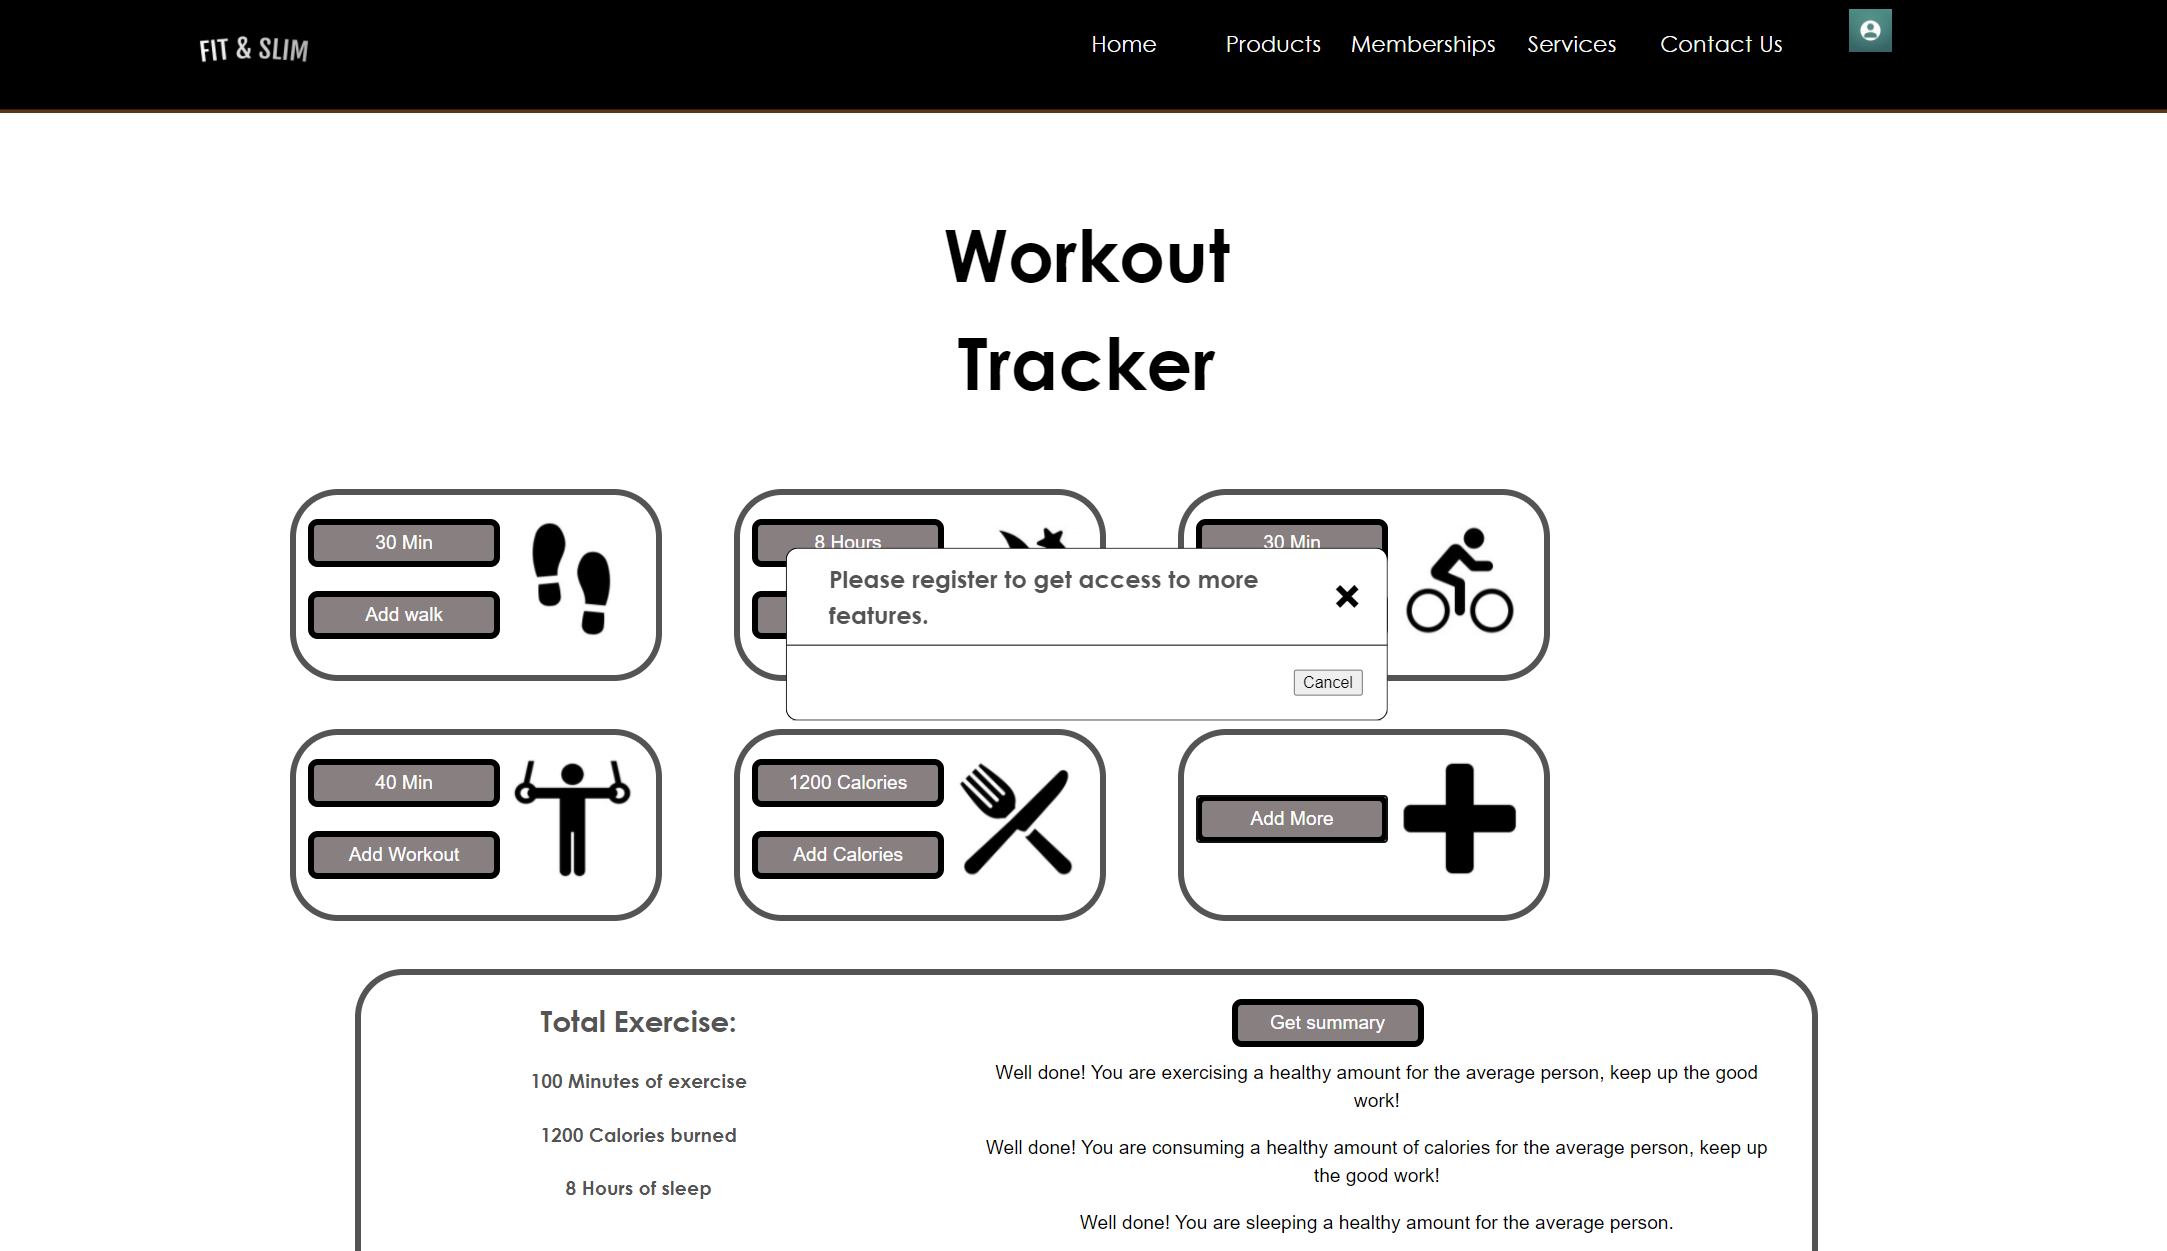 FIT & SLIM
Home
Products
Memberships
Services
Contact Us
Workout
Tracker
30 Min
Add walk
8 Hours
30 Min
Please register to get access to more
features.
Cancel
40 Min
Add Workout
1200 Calories
Add Calories
Add More
Total Exercise:
100 Minutes of exercise
1200 Calories burned
8 Hours of sleep
Get summary
Well done! You are exercising a healthy amount for the average person, keep up the good
work!
Well done! You are consuming a healthy amount of calories for the average person, keep up
the good work!
Well done! You are sleeping a healthy amount for the average person.